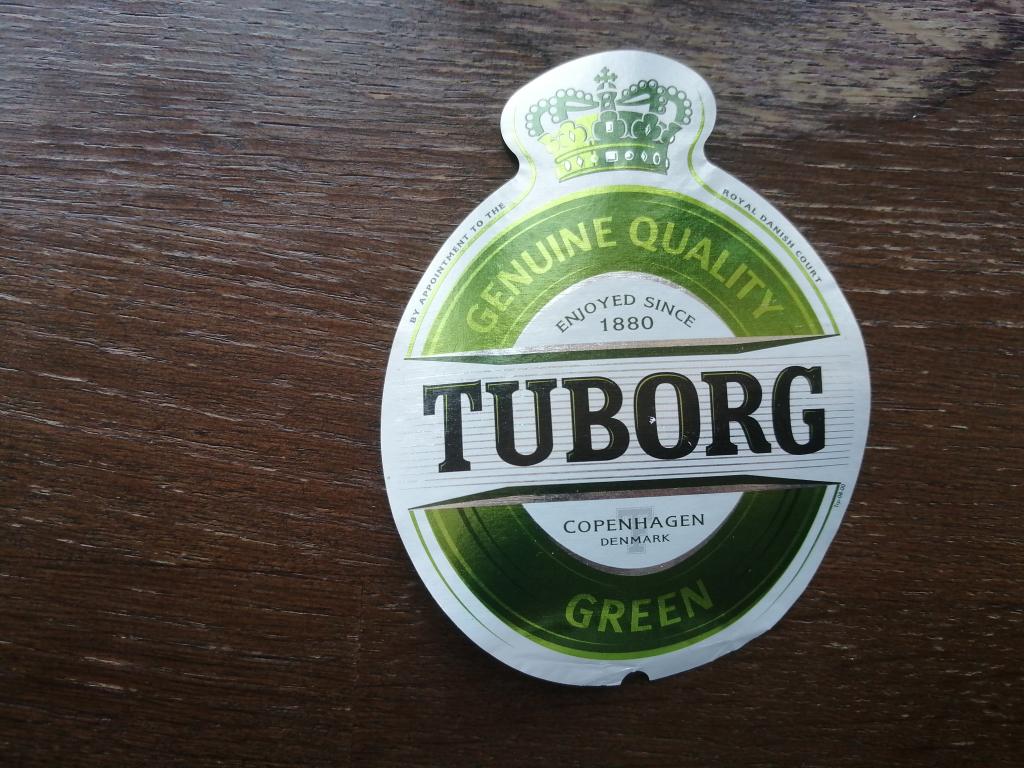 BY APPOINTMENT TO THE
ROYAL DANISH COURT
GENUINE QUALITY
ENJOYED SINCE
1880
TUBORG
COPENHAGEN
DENMARK
GREEN